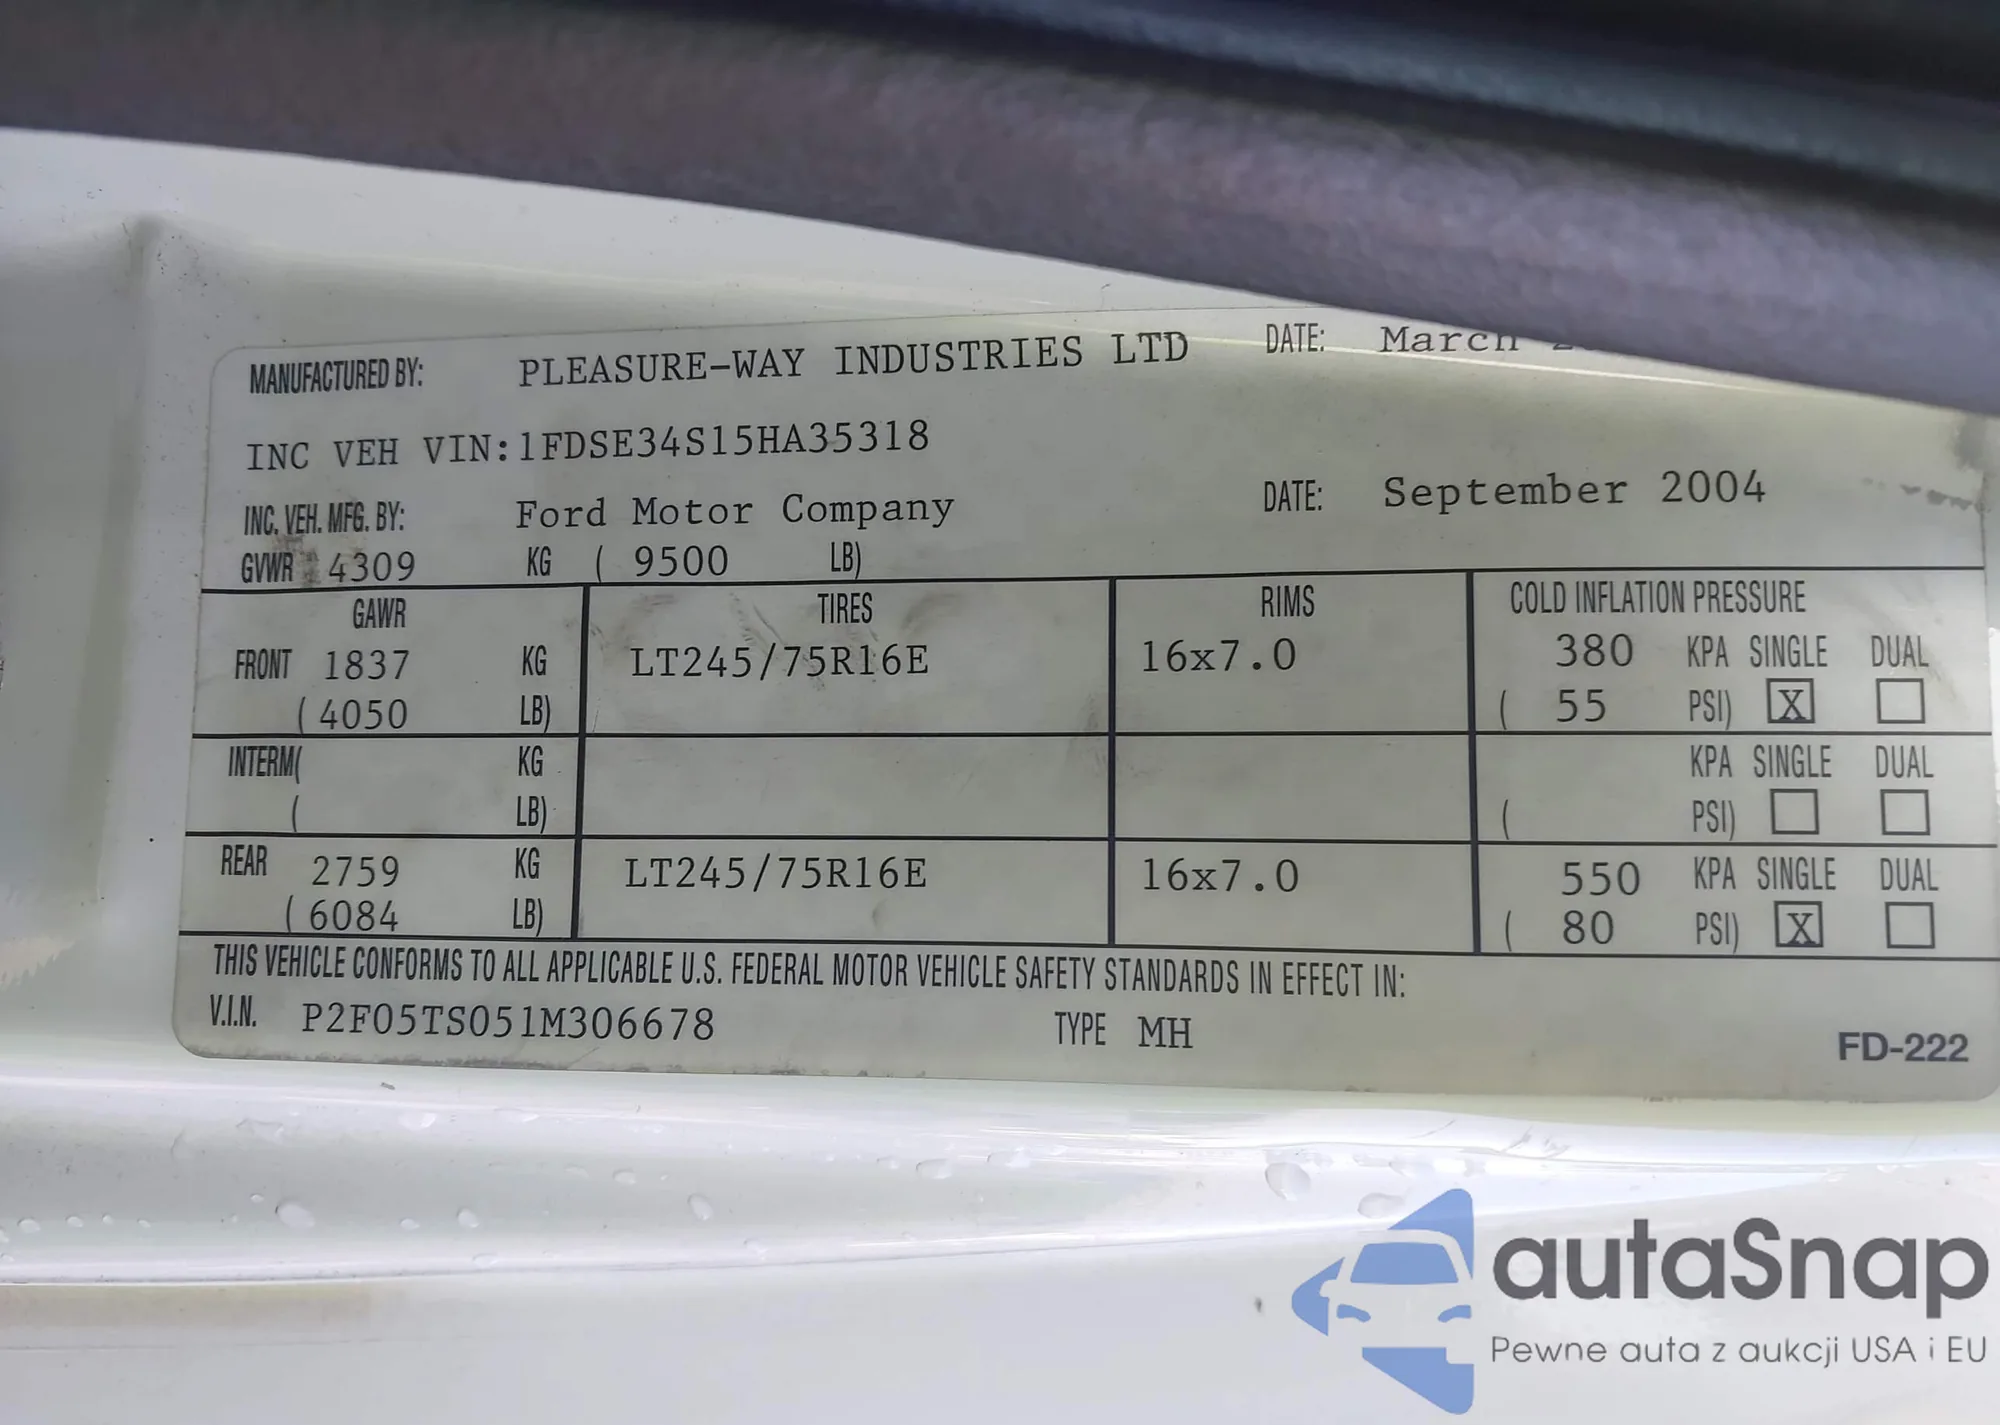 MANUFACTURED BY: PLEASURE-WAY INDUSTRIES LTD DATE: March
INC VEH VIN:1FDSE34S15HA35318
INC. VEH. MFG. BY: Ford Motor Company DATE: September 2004
GVWR 4309 KG ( 9500 LB)
GAWR TIRES RIMS COLD INFLATION PRESSURE
FRONT 1837 KG LT245/75R16E 16x7.0 380 KPA SINGLE DUAL
( 4050 LB) ( 55 PSI) X
INTERM( KG KPA SINGLE DUAL
( LB) ( PSI)
REAR 2759 KG LT245/75R16E 16x7.0 550 KPA SINGLE DUAL
( 6084 LB) ( 80 PSI) X
THIS VEHICLE CONFORMS TO ALL APPLICABLE U.S. FEDERAL MOTOR VEHICLE SAFETY STANDARDS IN EFFECT IN:
V.I.N. P2F05TS051M306678 TYPE MH
FD-222
autaSnap
Pewne auta z aukcji USA i EU